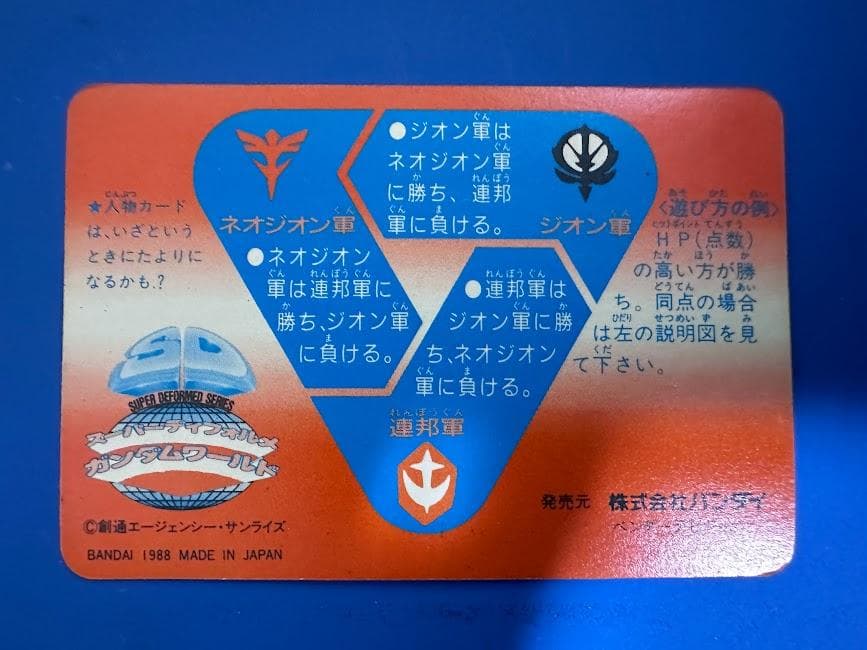 ★人物カード
は、いざという
ときにたよりに
なるかも.?
●ジオン軍は
ネオジオン軍
に勝ち、連邦
軍に負ける。
ネオジオン軍
ジオン軍
●ネオジオン
軍は連邦軍に
勝ち、ジオン軍
に負ける。
●連邦軍は
ジオン軍に勝
ち、ネオジオン
軍に負ける。
連邦軍
〈遊び方の例〉
HP(点数)
の高い方が勝
ち。同点の場合
は左の説明図を見
て下さい。
SD
SUPER DEFORMED SERIES
スーパーディフォルメ
ガンダムワールド
©創通エージェンシー・サンライズ
BANDAI 1988 MADE IN JAPAN
発売元 株式会社バンダイ